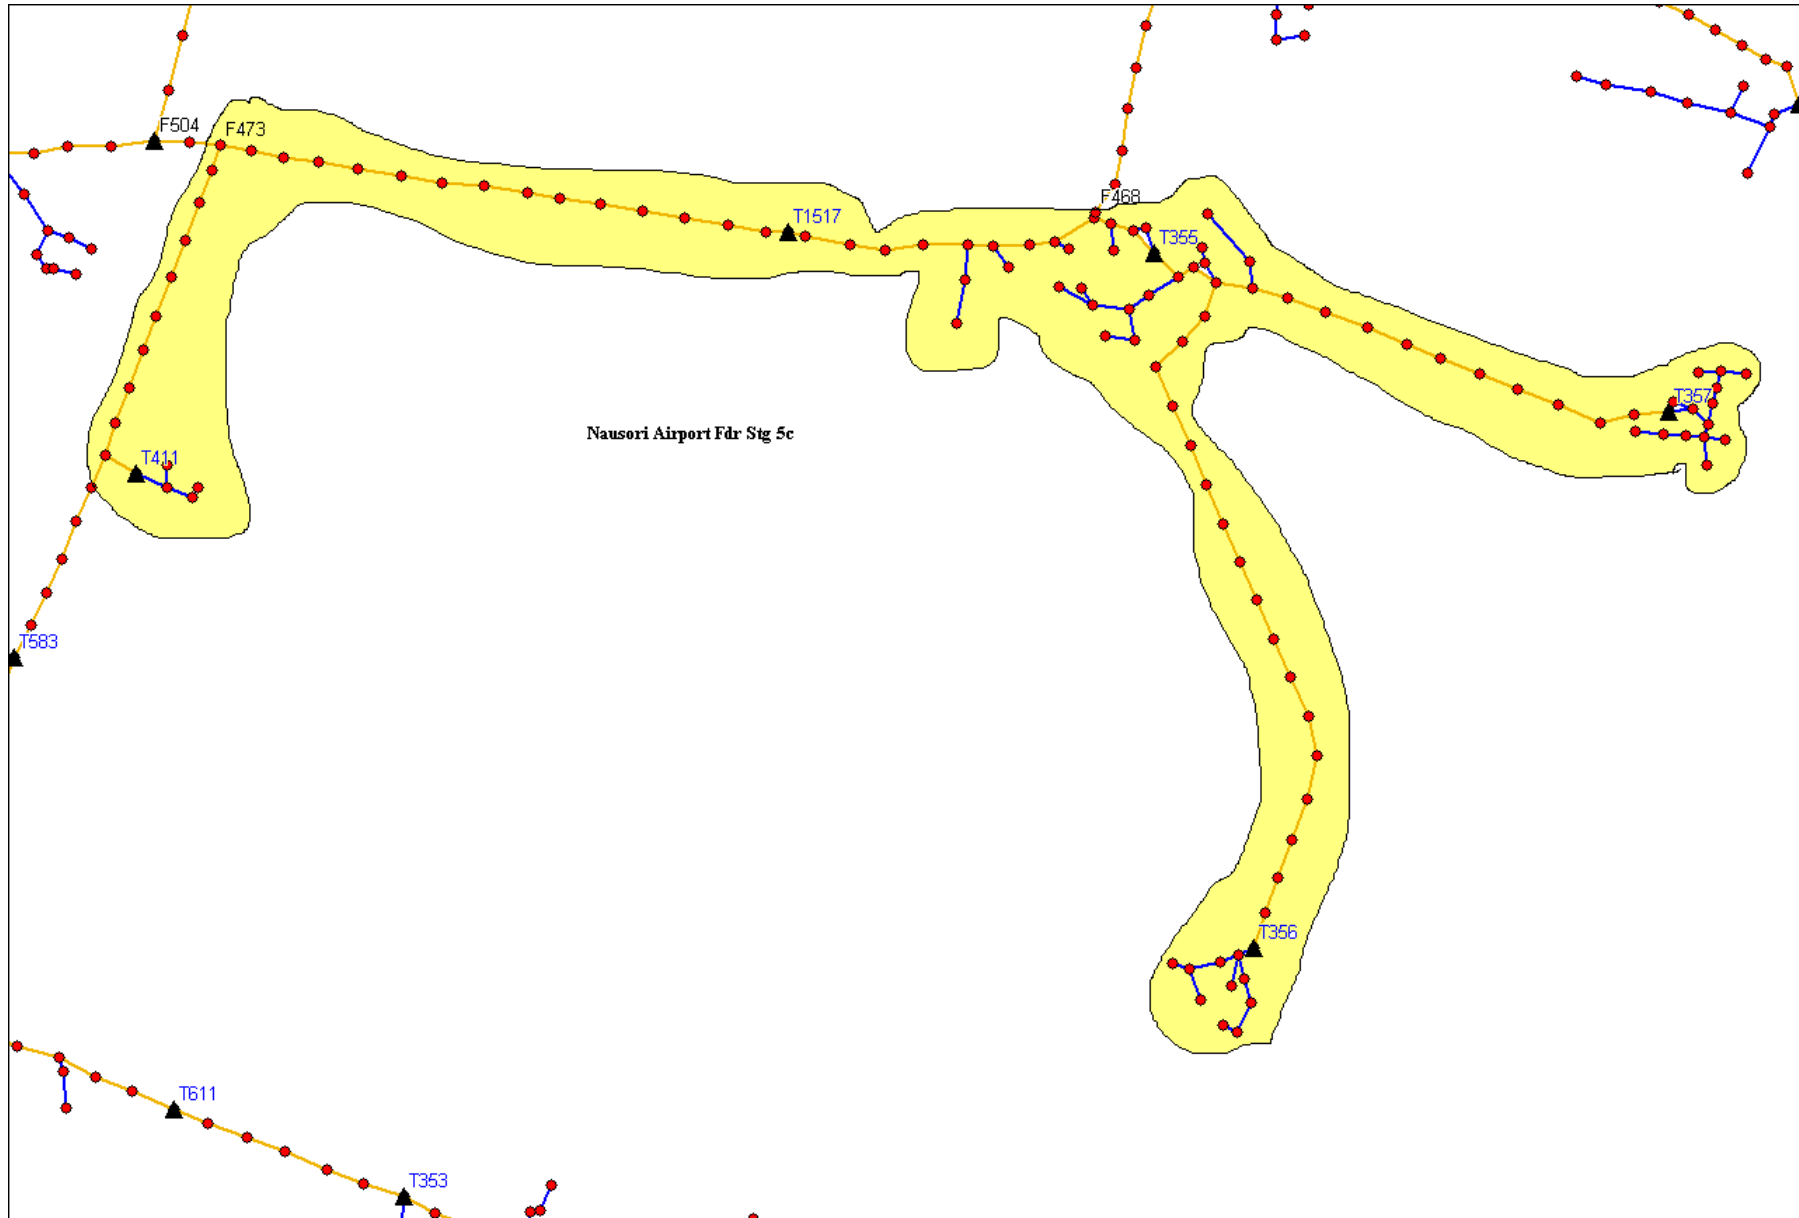 F504
F473
F468
T1517
T355
T357
Nausori Airport Fdr Stg 5c
T411
T583
T356
T611
T353